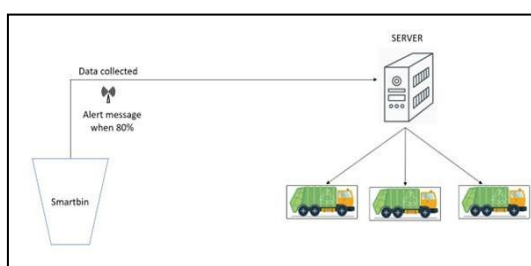 SERVER
Data collected
Alert message
when 80%
Smartbin